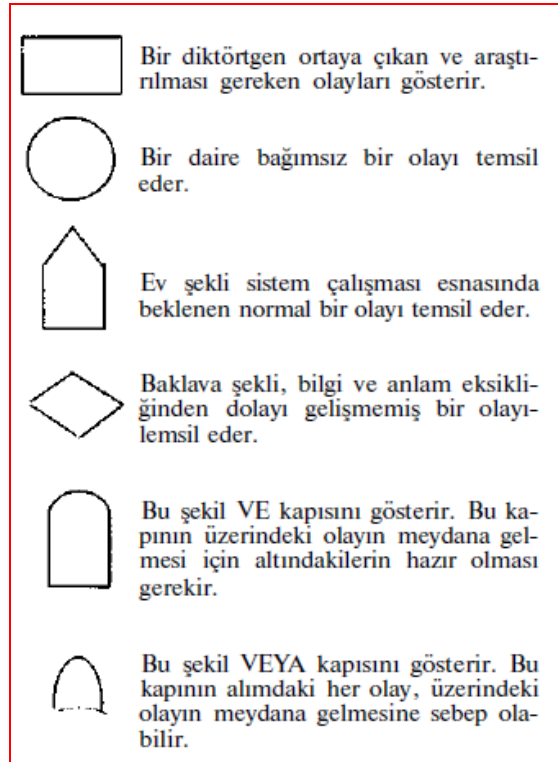 Bir diktörtgen ortaya çıkan ve araştı-
rılması gereken olayları gösterir.
Bir daire bağımsız bir olayı temsil
eder.
Ev şekli sistem çalışması esnasında
beklenen normal bir olayı temsil eder.
Baklava şekli, bilgi ve anlam eksikli-
ğinden dolayı gelişmemiş bir olayı-
lemsil eder.
Bu şekil VE kapısını gösterir. Bu ka-
pının üzerindeki olayın meydana gel-
mesi için altındakilerin hazır olması
gerekir.
Bu şekil VEYA kapısını gösterir. Bu
kapının alımdaki her olay, üzerindeki
olayın meydana gelmesine sebep ola-
bilir.